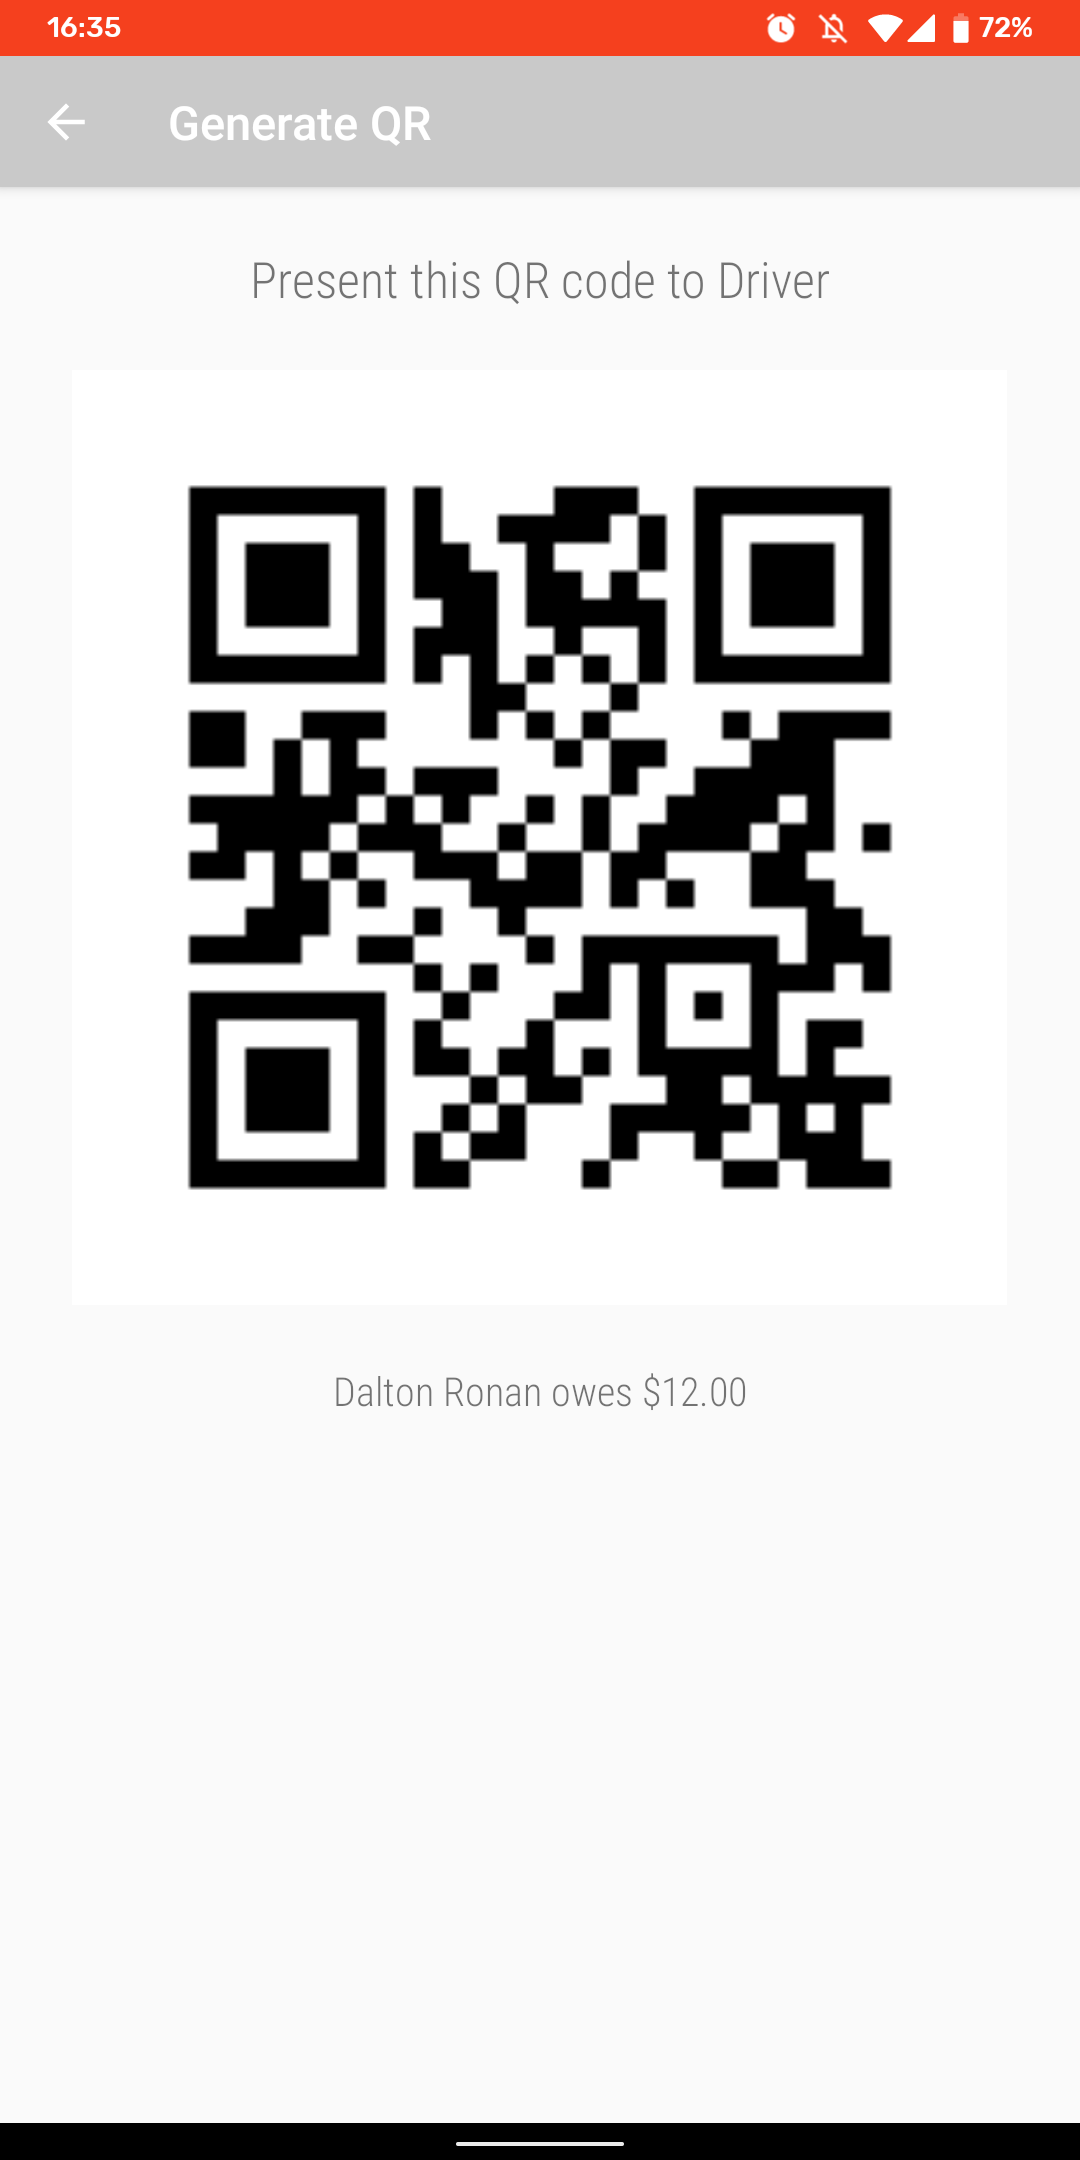 16:35
72%
Generate QR
Present this QR code to Driver
Dalton Ronan owes $12.00